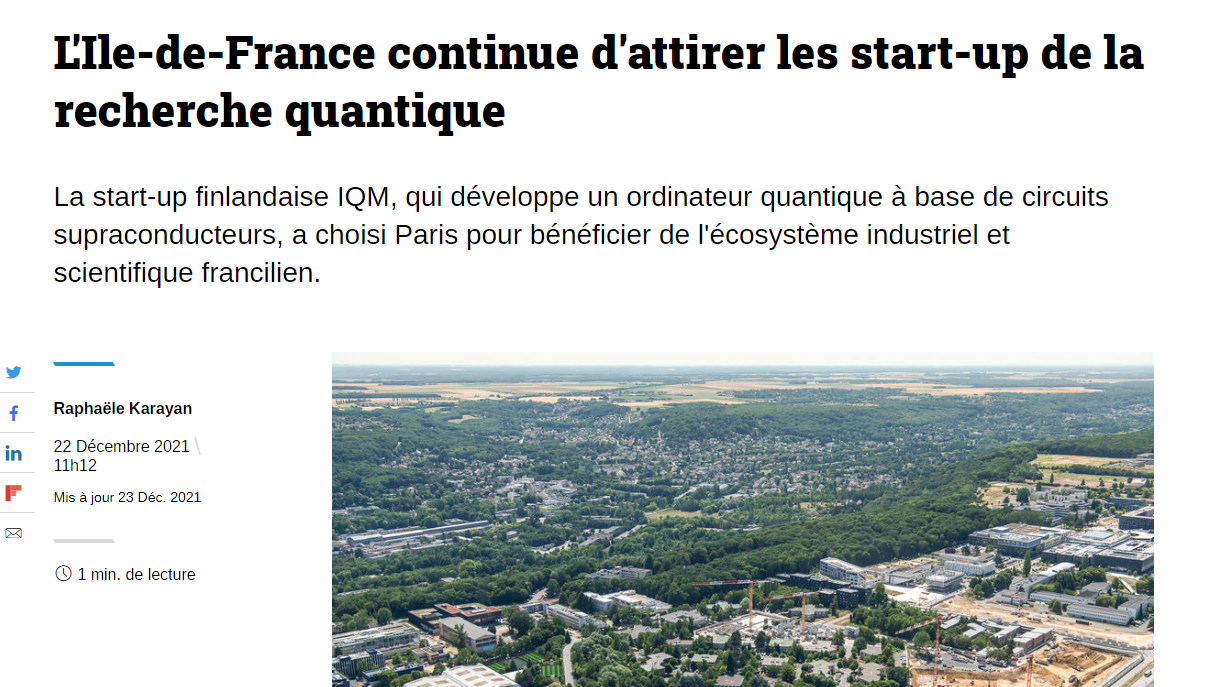 L'Ile-de-France continue d'attirer les start-up de la
recherche quantique
La start-up finlandaise IQM, qui développe un ordinateur quantique à base de circuits
supraconducteurs, a choisi Paris pour bénéficier de l'écosystème industriel et
scientifique francilien.
Raphaële Karayan
22 Décembre 2021 \
11h12
Mis à jour 23 Déc. 2021
1 min. de lecture